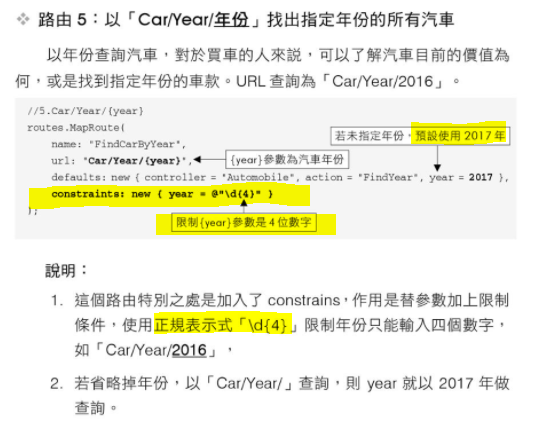 ❖ 路由 5：以「Car/Year/年份」找出指定年份的所有汽車
以年份查詢汽車，對於買車的人來說，可以了解汽車目前的價值為
何，或是找到指定年份的車款。URL 查詢為「Car/Year/2016」。
//5.Car/Year/{year}
routes.MapRoute(
若未指定年份，預設使用 2017 年
name: "FindCarByYear",
url: "Car/Year/{year}",
{year}參數為汽車年份
defaults: new { controller = "Automobile", action = "FindYear", year = 2017 },
constraints: new { year = @"\d{4}" }
);
限制{year}參數是 4 位數字
說明：
1. 這個路由特別之處是加入了 constrains，作用是替參數加上限制
條件，使用正規表示式「\d{4}」限制年份只能輸入四個數字，
如「Car/Year/2016」，
2. 若省略掉年份，以「Car/Year/」查詢，則 year 就以 2017 年做
查詢。